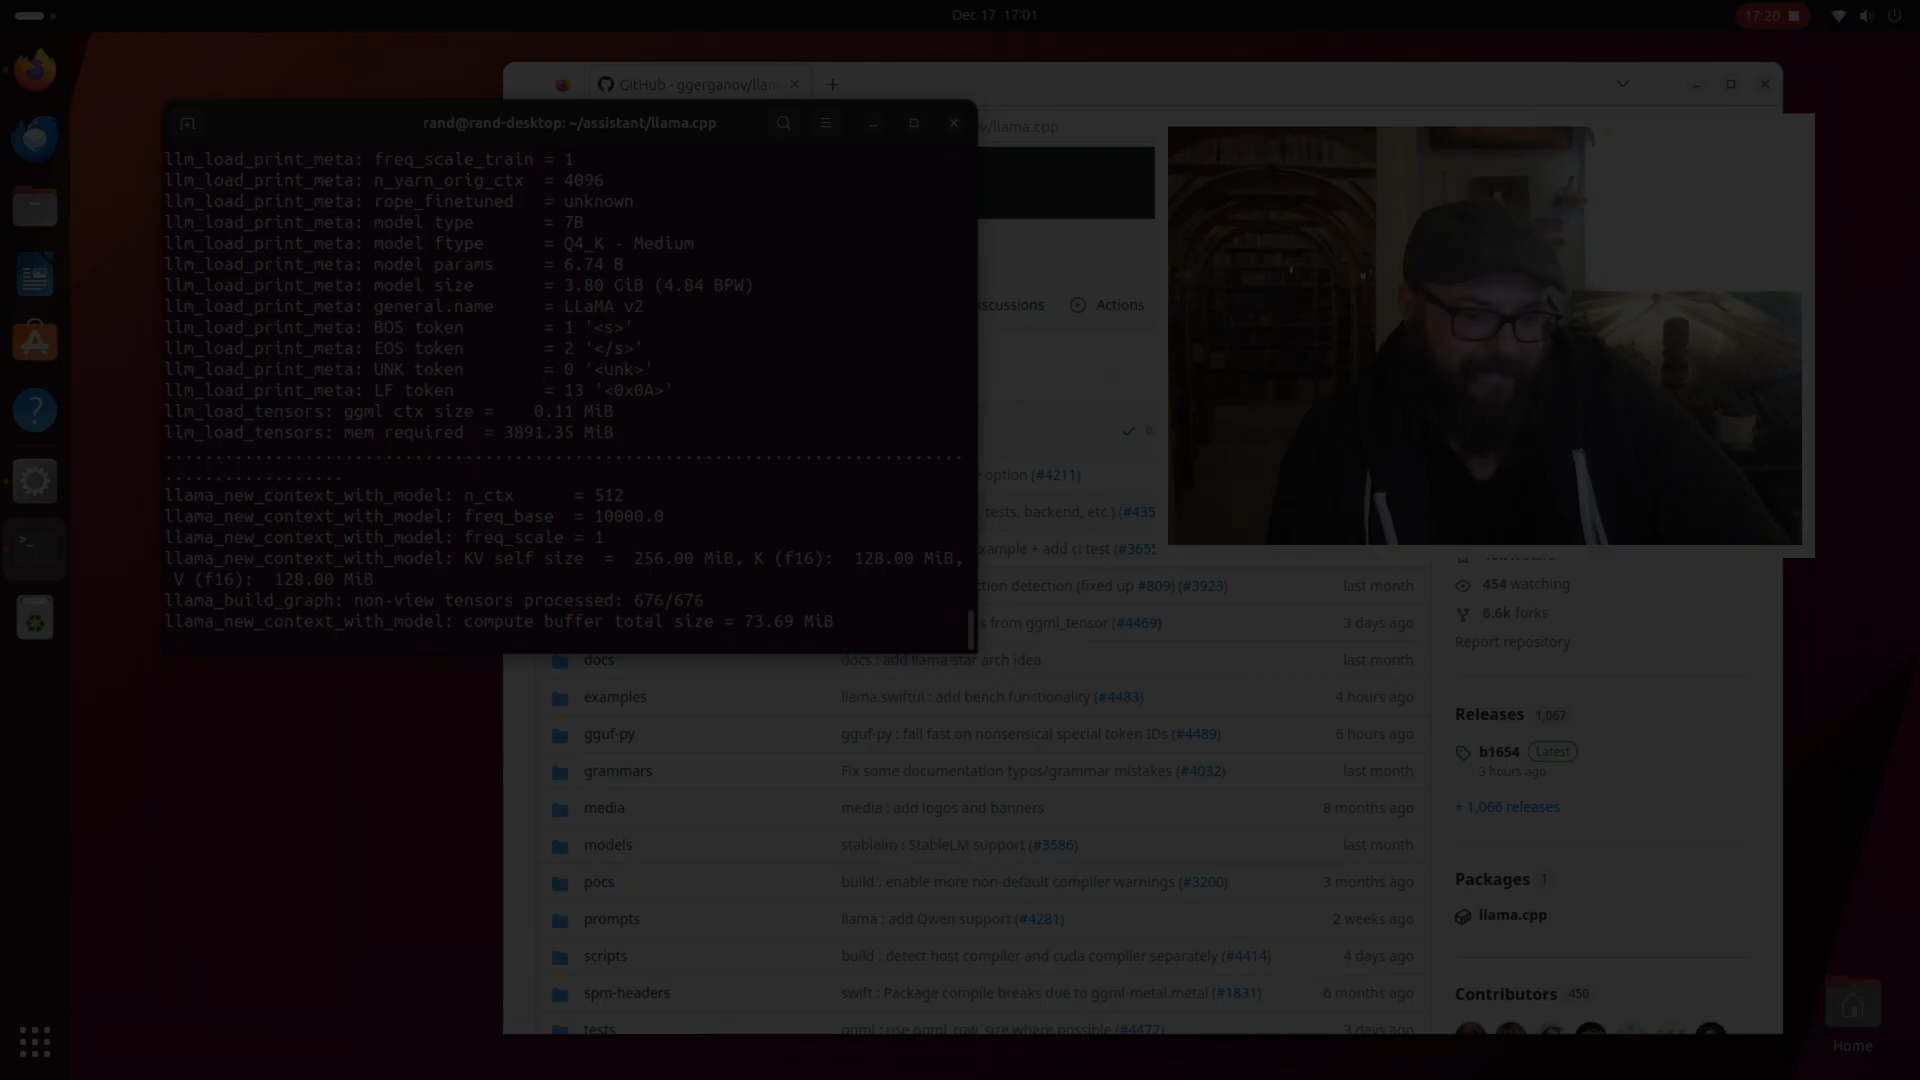 Dec 17 17:01
17:20
GitHub - ggerganov/llam
v/llama.cpp
rand@rand-desktop: ~/assistant/llama.cpp
llm_load_print_meta: freq_scale_train = 1
llm_load_print_meta: n_yarn_orig_ctx = 4096
llm_load_print_meta: rope_finetuned = unknown
llm_load_print_meta: model type = 7B
llm_load_print_meta: model ftype = Q4_K - Medium
llm_load_print_meta: model params = 6.74 B
llm_load_print_meta: model size = 3.80 GiB (4.84 BPW)
llm_load_print_meta: general.name = LLaMA v2
llm_load_print_meta: BOS token = 1 '<s>'
llm_load_print_meta: EOS token = 2 '</s>'
llm_load_print_meta: UNK token = 0 '<unk>'
llm_load_print_meta: LF token = 13 '<0x0A>'
llm_load_tensors: ggml ctx size = 0.11 MiB
llm_load_tensors: mem required = 3891.35 MiB
................................................................................
..................
llama_new_context_with_model: n_ctx = 512
llama_new_context_with_model: freq_base = 10000.0
llama_new_context_with_model: freq_scale = 1
llama_new_context_with_model: KV self size = 256.00 MiB, K (f16): 128.00 MiB,
V (f16): 128.00 MiB
llama_build_graph: non-view tensors processed: 676/676
llama_new_context_with_model: compute buffer total size = 73.69 MiB
iscussions Actions
e option (#4211)
, tests, backend, etc.) (#435
xample + add ci test (#365
ction detection (fixed up #809) (#3923) last month
s from ggml_tensor (#4469) 3 days ago
docs docs : add llama-star arch idea last month
examples llama.swiftui : add bench functionality (#4483) 4 hours ago
gguf-py gguf-py : fail fast on nonsensical special token IDs (#4489) 6 hours ago
grammars Fix some documentation typos/grammar mistakes (#4032) last month
media media : add logos and banners 8 months ago
models stablelm : StableLM support (#3586) last month
pocs build : enable more non-default compiler warnings (#3200) 3 months ago
prompts llama : add Qwen support (#4281) 2 weeks ago
scripts build : detect host compiler and cuda compiler separately (#4414) 4 days ago
spm-headers swift : Package compile breaks due to ggml-metal.metal (#1831) 6 months ago
tests ggml : use ggml_row_size where possible (#4472) 3 days ago
454 watching
6.6k forks
Report repository
Releases 1,067
b1654 Latest
3 hours ago
+ 1,066 releases
Packages 1
llama.cpp
Contributors 450
Home